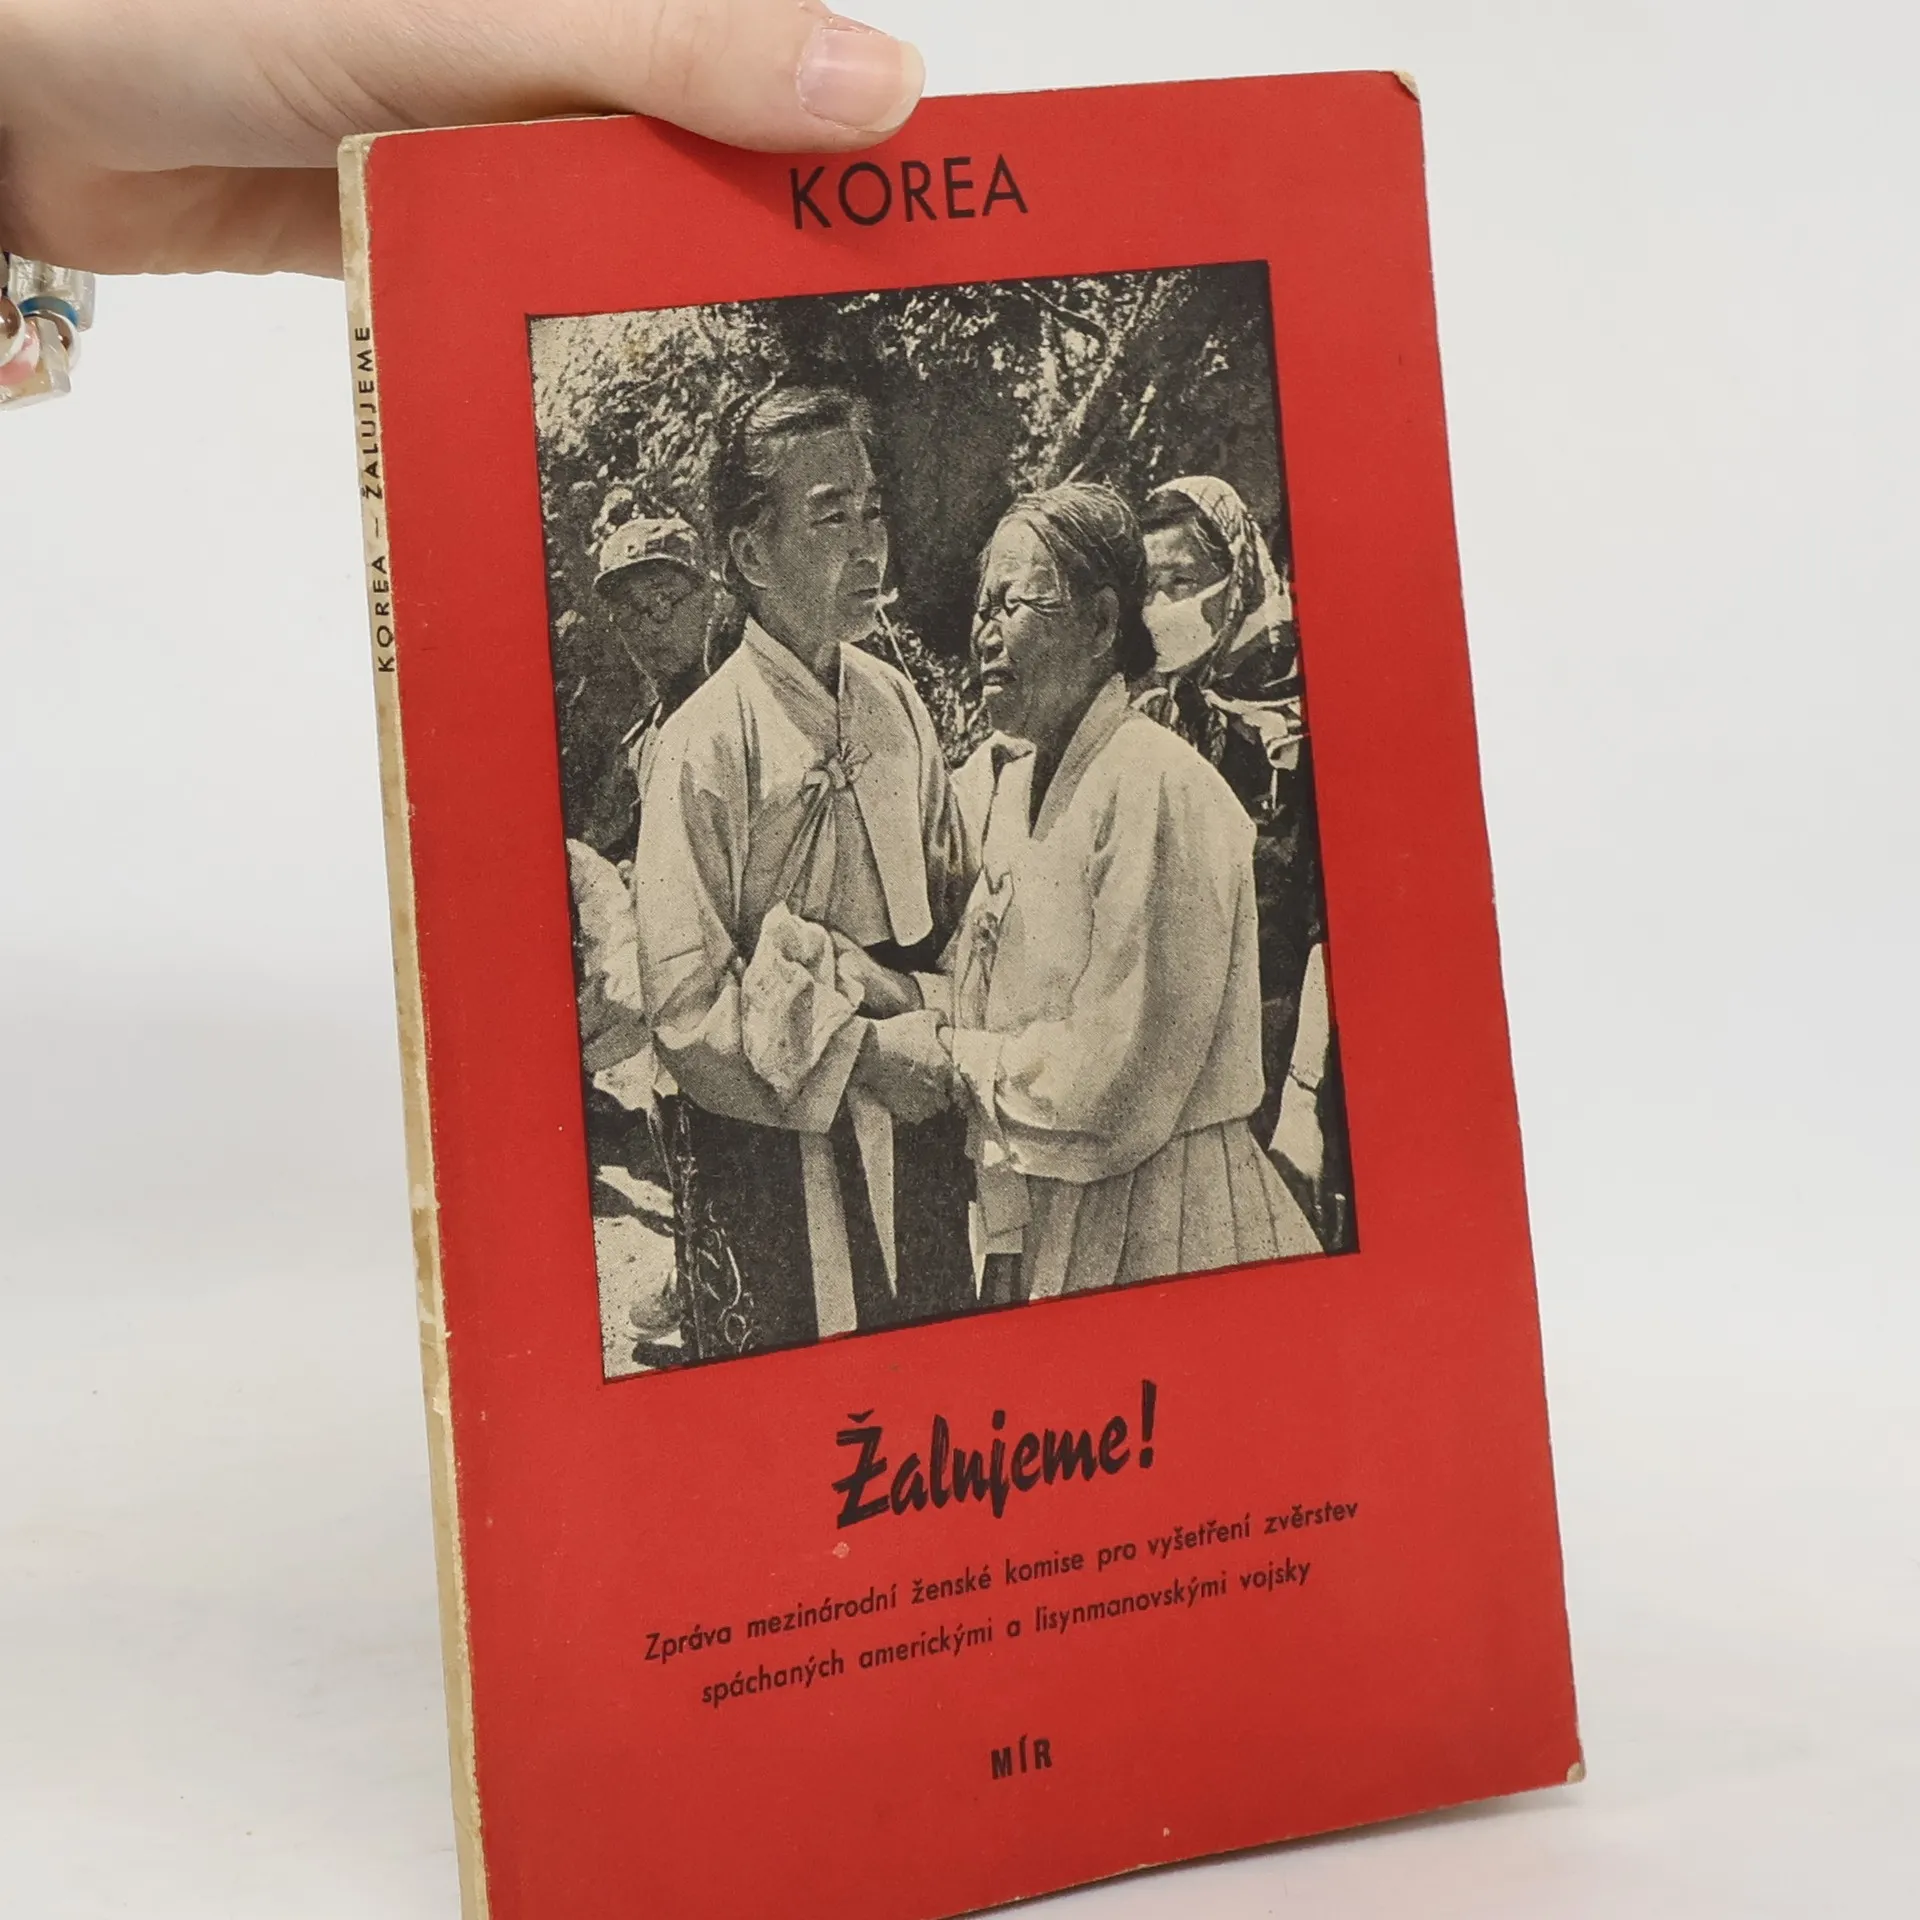 KOREA
KOREA – ŽALUJEME
Žalujeme!
Zpráva mezinárodní ženské komise pro vyšetření zvěrstev
spáchaných americkými a lisynmanovskými vojsky
MÍR